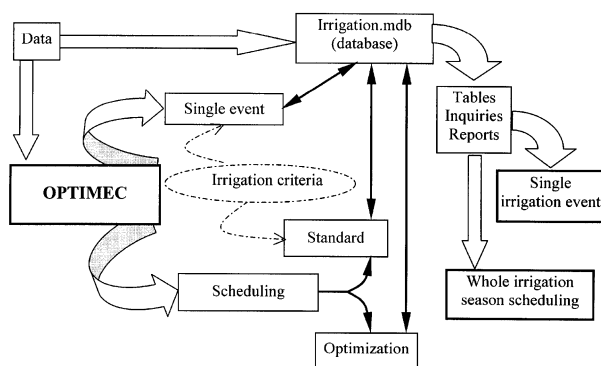 Data
Irrigation.mdb
(database)
Single event
Tables
Inquiries
Reports
OPTIMEC
Irrigation criteria
Single
irrigation event
Standard
Scheduling
Whole irrigation
season scheduling
Optimization